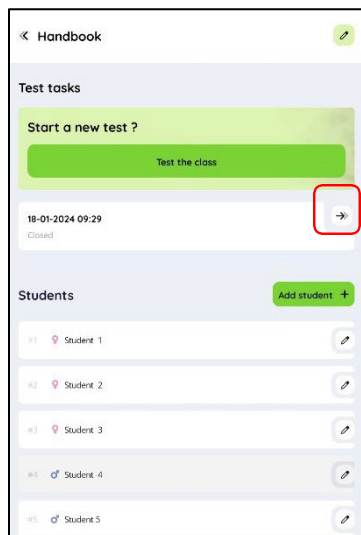 Handbook
Test tasks
Start a new test ?
Test the class
18-01-2024 09:29
Closed
Students
Add student +
#1 ♀ Student 1
#2 ♀ Student 2
#3 ♀ Student 3
#4 ♂ Student 4
#5 ♂ Student 5